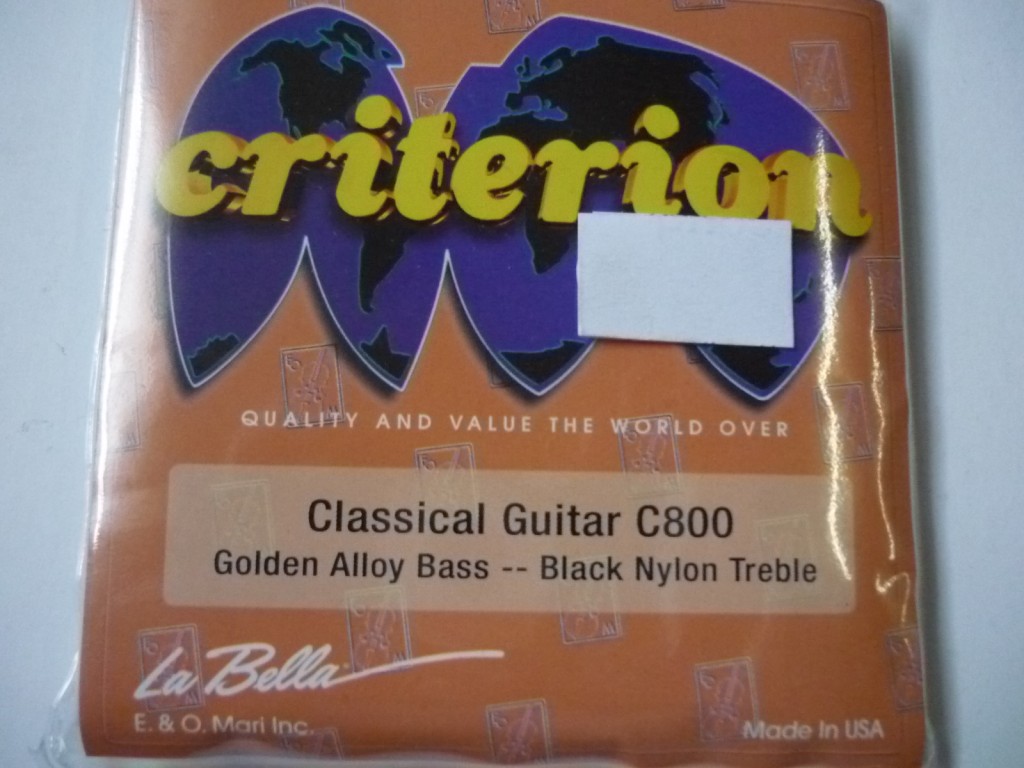 criterion
QUALITY AND VALUE THE WORLD OVER
Classical Guitar C800
Golden Alloy Bass -- Black Nylon Treble
La Bella
E. & O. Mari Inc.
Made In USA